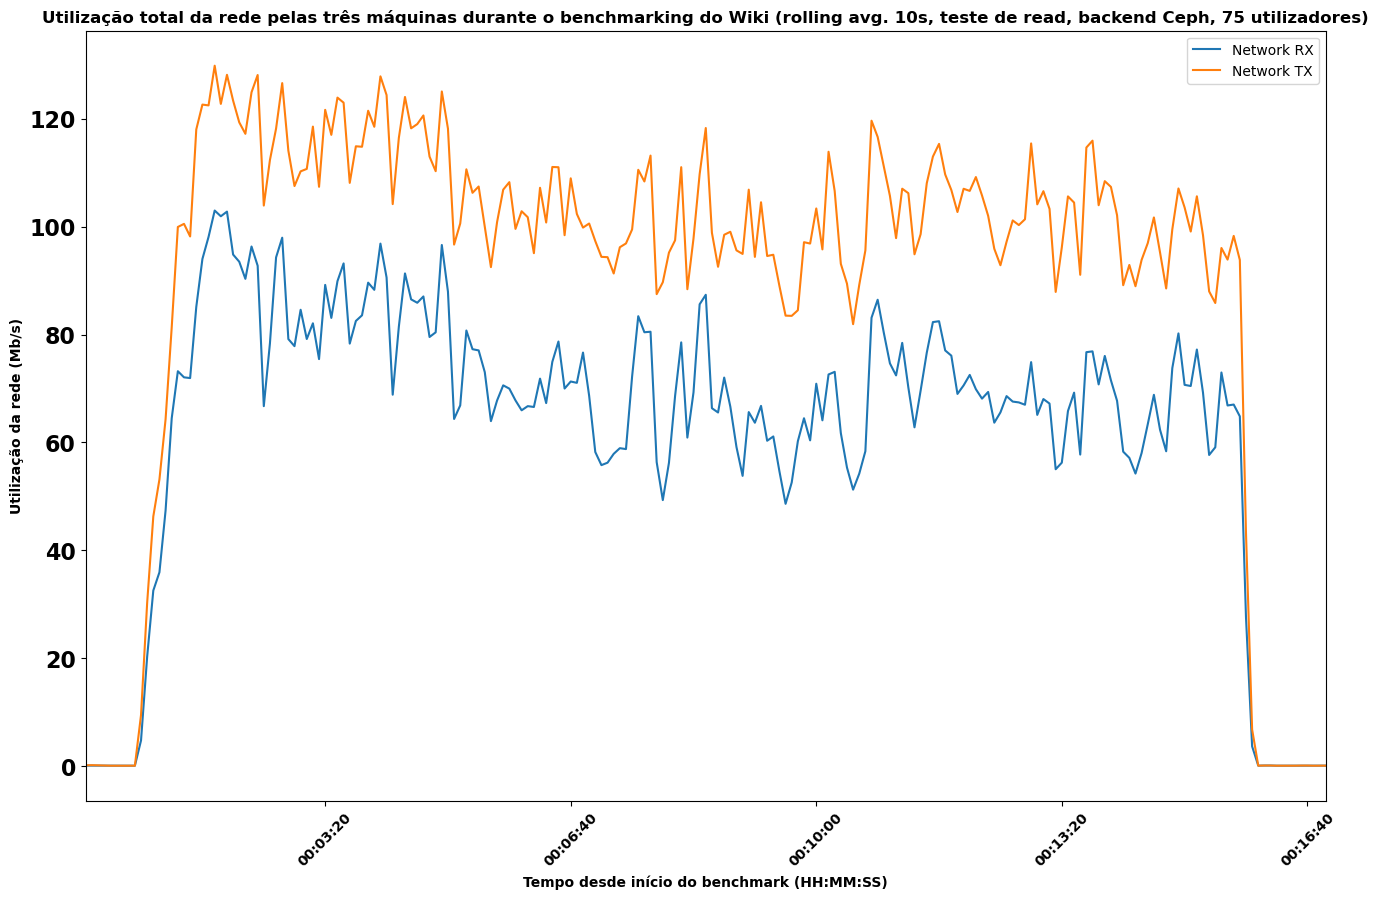 Utilização total da rede pelas três máquinas durante o benchmarking do Wiki (rolling avg. 10s, teste de read, backend Ceph, 75 utilizadores)
Network RX
Network TX
120
100
80
60
40
20
0
Utilização da rede (Mb/s)
00:03:20
00:06:40
00:10:00
00:13:20
00:16:40
Tempo desde início do benchmark (HH:MM:SS)